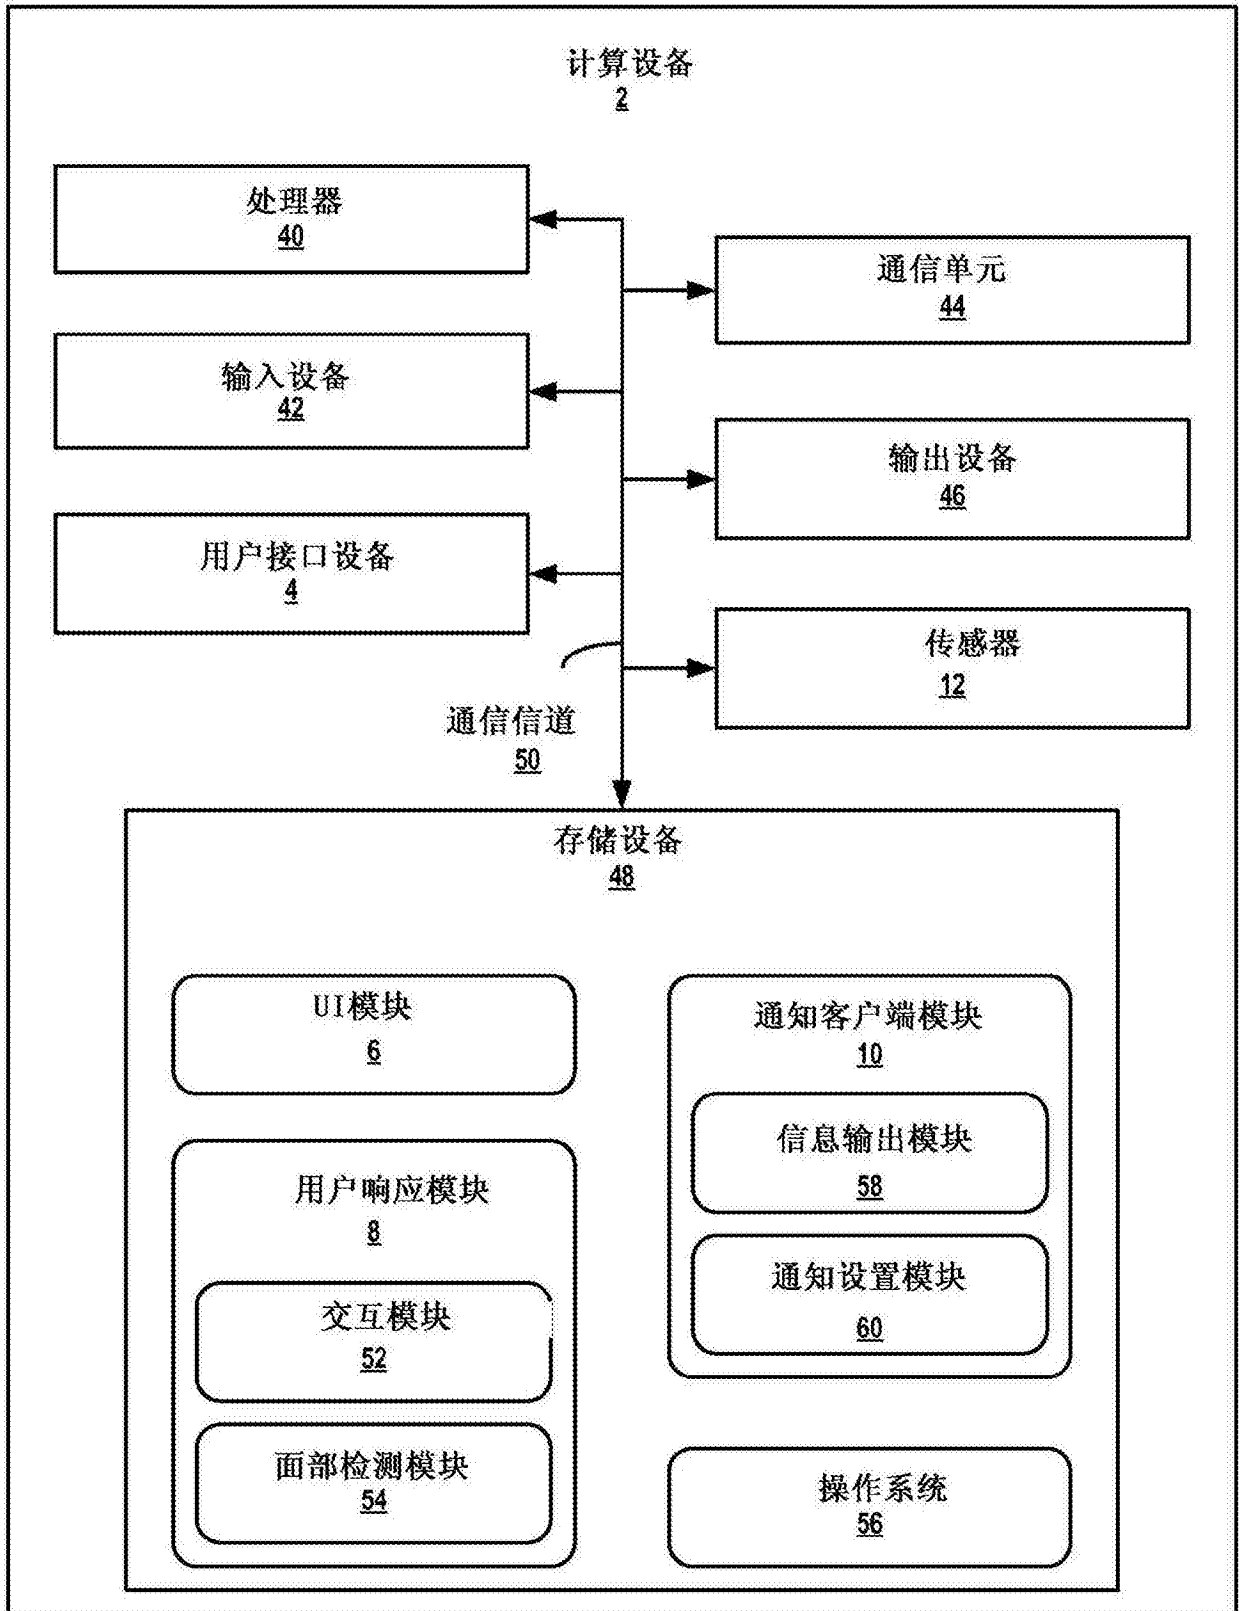 计算设备
2
处理器
40
通信单元
44
输入设备
42
输出设备
46
用户接口设备
4
传感器
12
通信信道
50
存储设备
48
UI模块
6
通知客户端模块
10
信息输出模块
58
通知设置模块
60
用户响应模块
8
交互模块
52
面部检测模块
54
操作系统
56